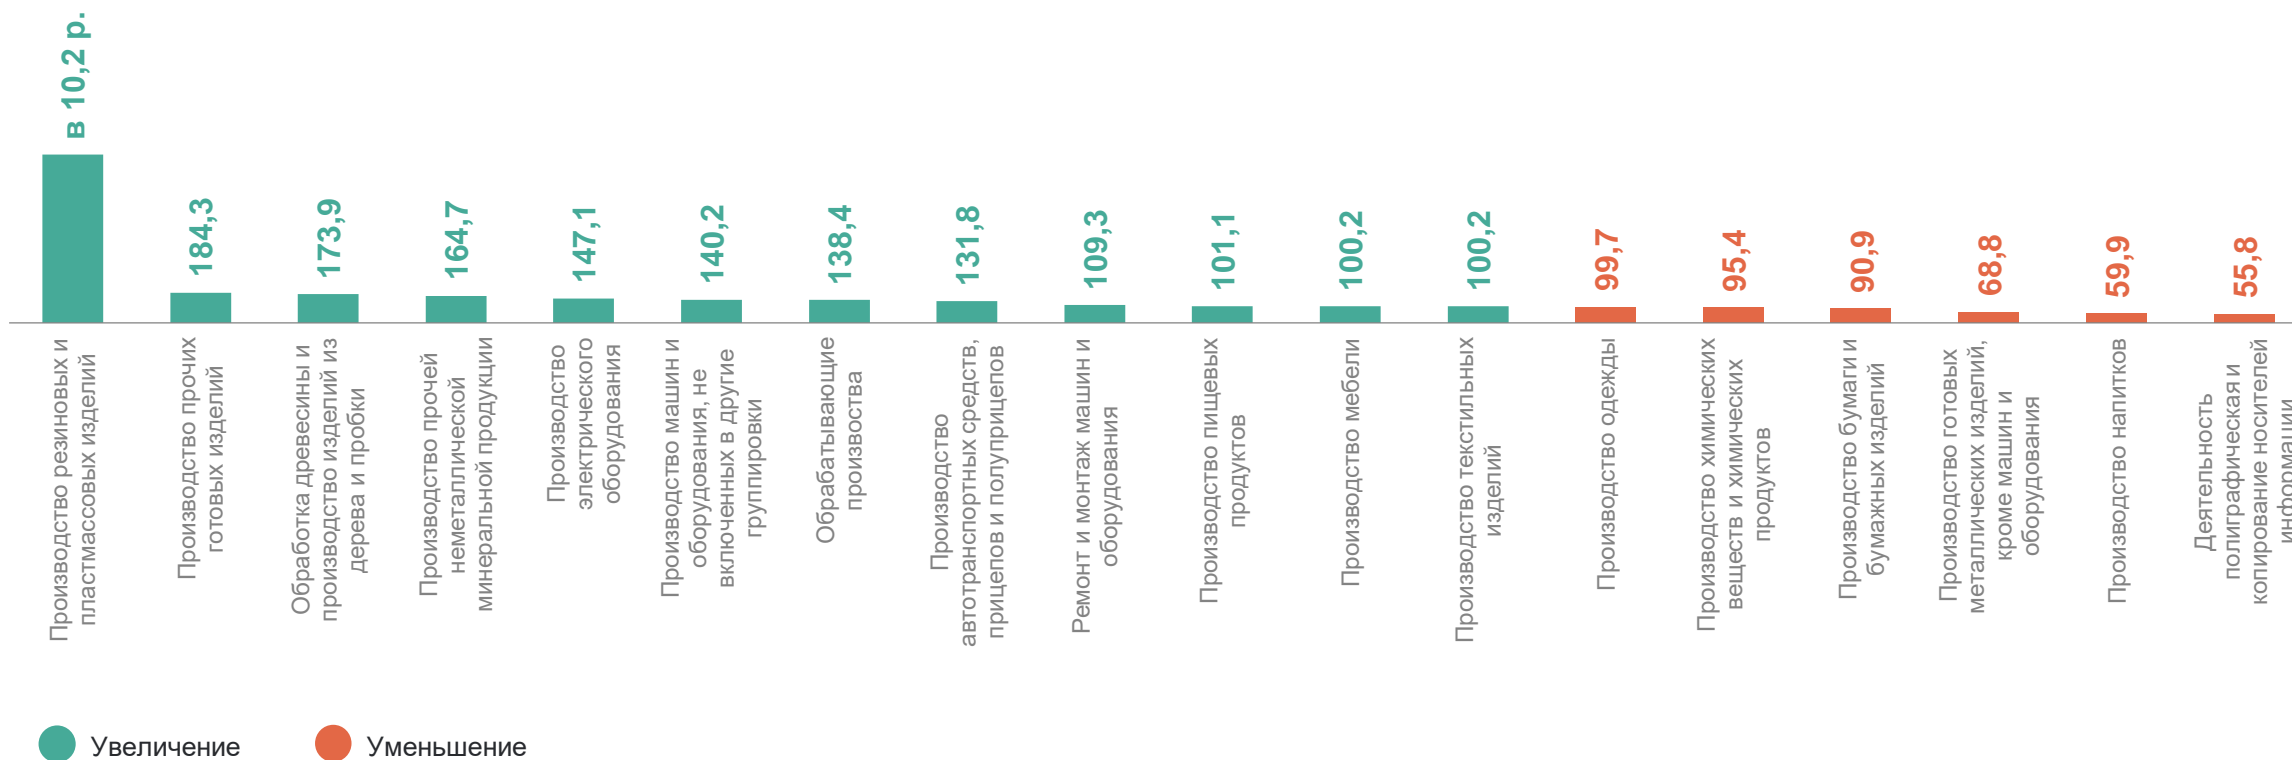 в 10,2 р.
184,3
173,9
164,7
147,1
140,2
138,4
131,8
109,3
101,1
100,2
100,2
99,7
95,4
90,9
68,8
59,9
55,8
Производство резиновых и
пластмассовых изделий
Производство прочих
готовых изделий
Обработка древесины и
производство изделий из
дерева и пробки
Производство прочей
неметаллической
минеральной продукции
Производство
электрического
оборудования
Производство машин и
оборудования, не
включенных в другие
группировки
Обрабатывающие
произвоства
Производство
автотранспортных средств,
прицепов и полуприцепов
Ремонт и монтаж машин и
оборудования
Производство пищевых
продуктов
Производство мебели
Производство текстильных
изделий
Производство одежды
Производство химических
веществ и химических
продуктов
Производство бумаги и
бумажных изделий
Производство готовых
металлических изделий,
кроме машин и
оборудования
Производство напитков
Деятельность
полиграфическая и
копирование носителей
информации
Увеличение
Уменьшение